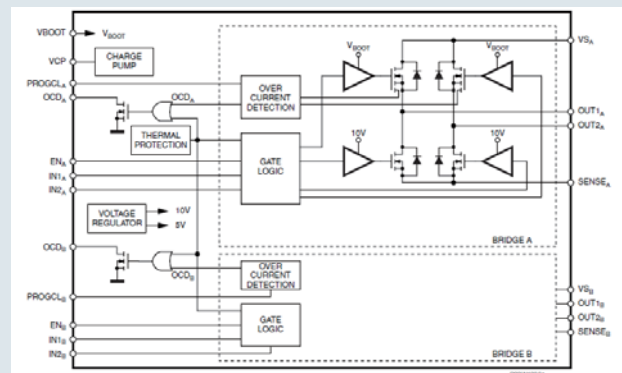 VBOOT
VBOOT
VCP
CHARGE
PUMP
PROGCLA
OCDA
OCDA
THERMAL
PROTECTION
OVER
CURRENT
DETECTION
VBOOT
VBOOT
VSA
OUT1A
OUT2A
10V
10V
ENA
IN1A
IN2A
GATE
LOGIC
SENSEA
VOLTAGE
REGULATOR
10V
5V
BRIDGE A
OCDB
OCDB
OVER
CURRENT
DETECTION
PROGCLB
VSB
OUT1B
OUT2B
SENSEB
ENB
IN1B
IN2B
GATE
LOGIC
BRIDGE B